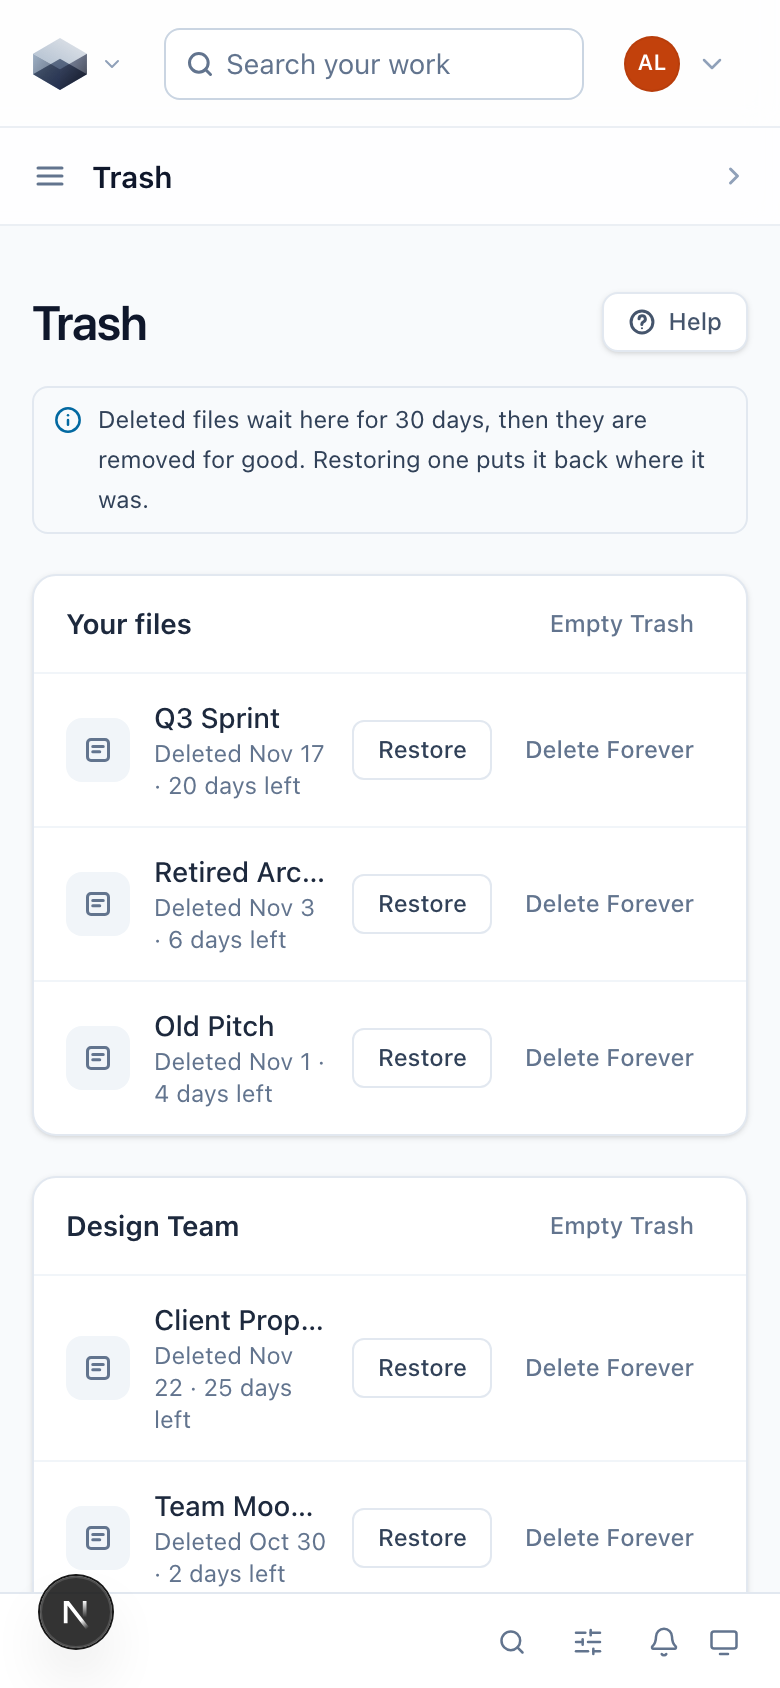 Search your work
AL
Trash
Trash
Help
Deleted files wait here for 30 days, then they are
removed for good. Restoring one puts it back where it
was.
Your files
Empty Trash
Q3 Sprint
Deleted Nov 17
· 20 days left
Restore
Delete Forever
Retired Arc...
Deleted Nov 3
· 6 days left
Restore
Delete Forever
Old Pitch
Deleted Nov 1 ·
4 days left
Restore
Delete Forever
Design Team
Empty Trash
Client Prop...
Deleted Nov
22 · 25 days
left
Restore
Delete Forever
Team Moo...
Deleted Oct 30
· 2 days left
Restore
Delete Forever
N